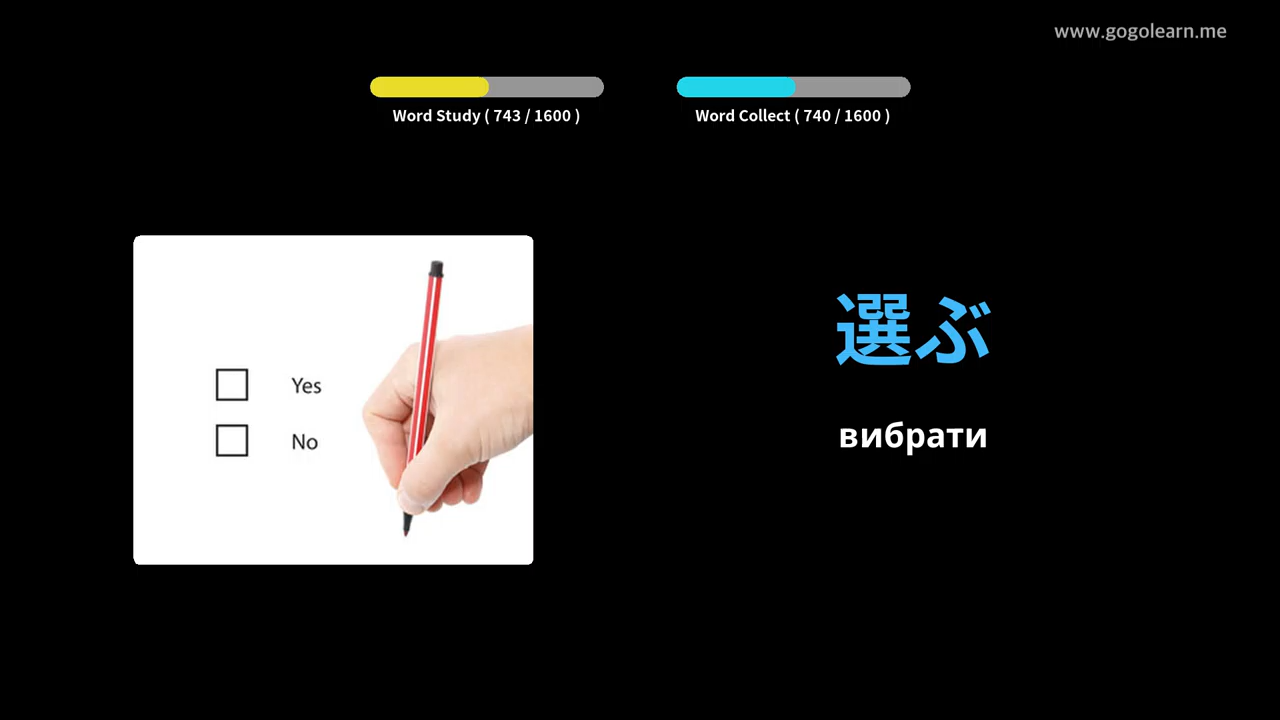 www.gogolearn.me
Word Study ( 743 / 1600 )
Word Collect ( 740 / 1600 )
Yes
No
選ぶ
вибрати